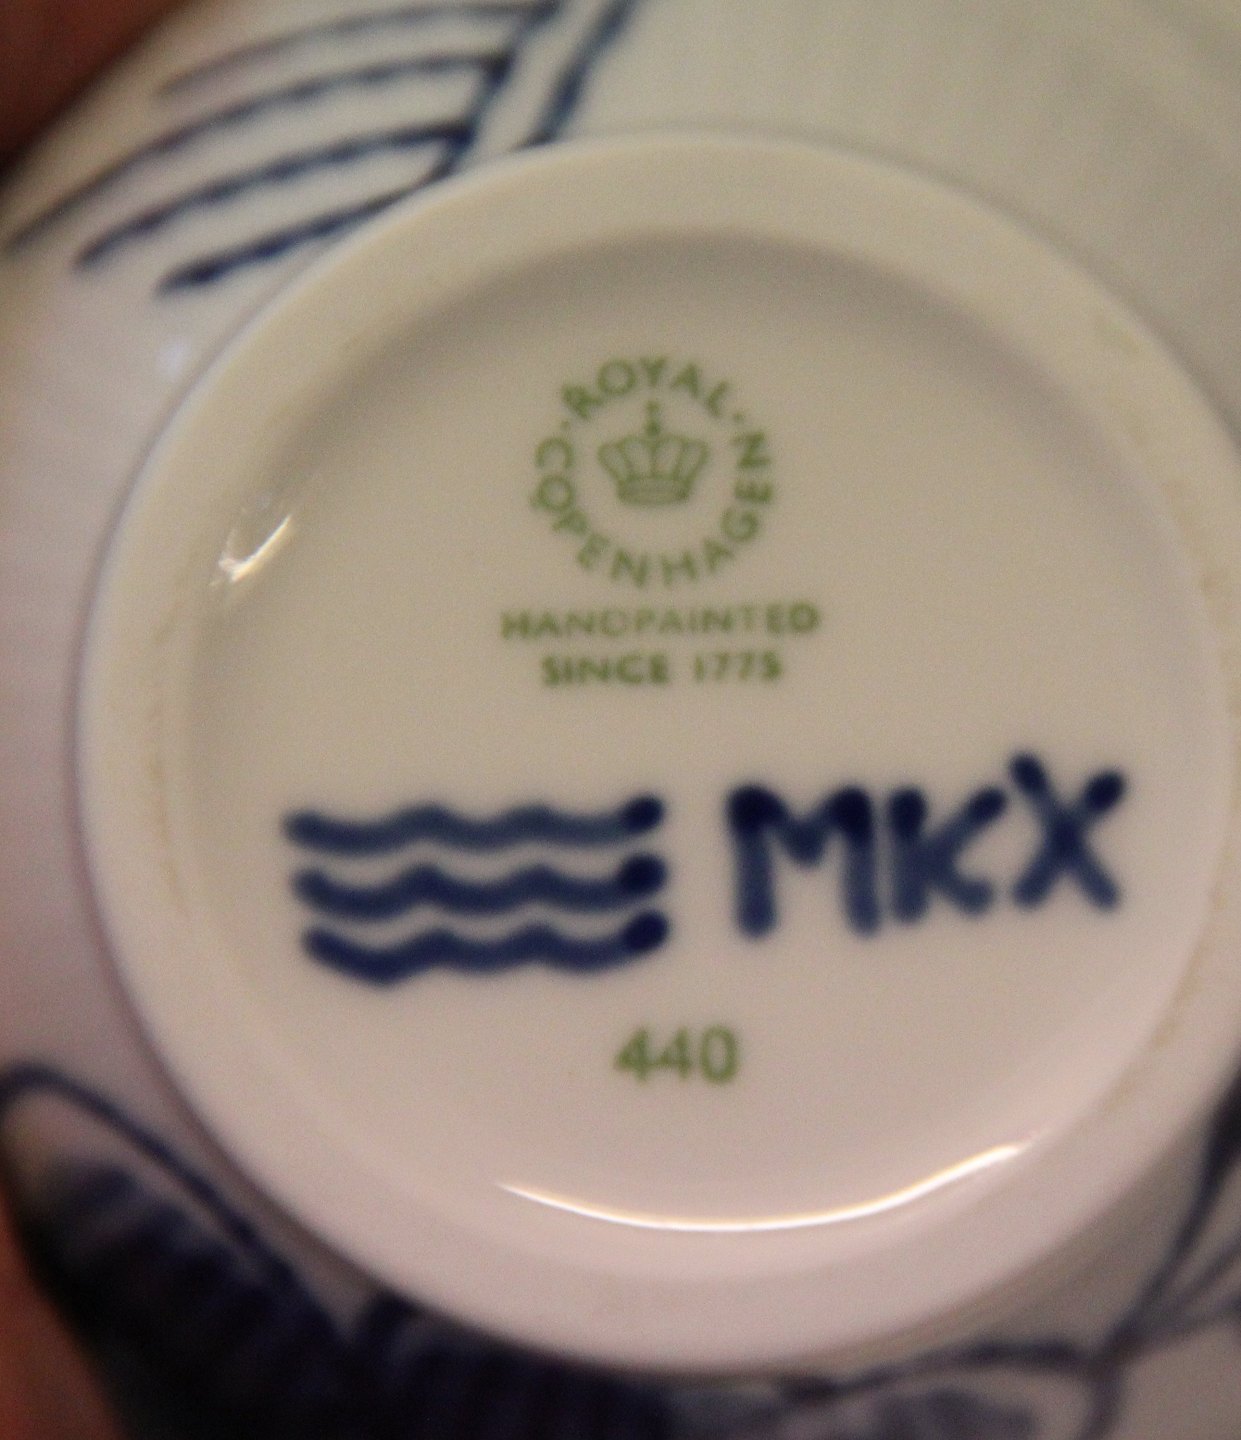 ROYAL COPENHAGEN
HANDPAINTED
SINCE 1775
MKX
440